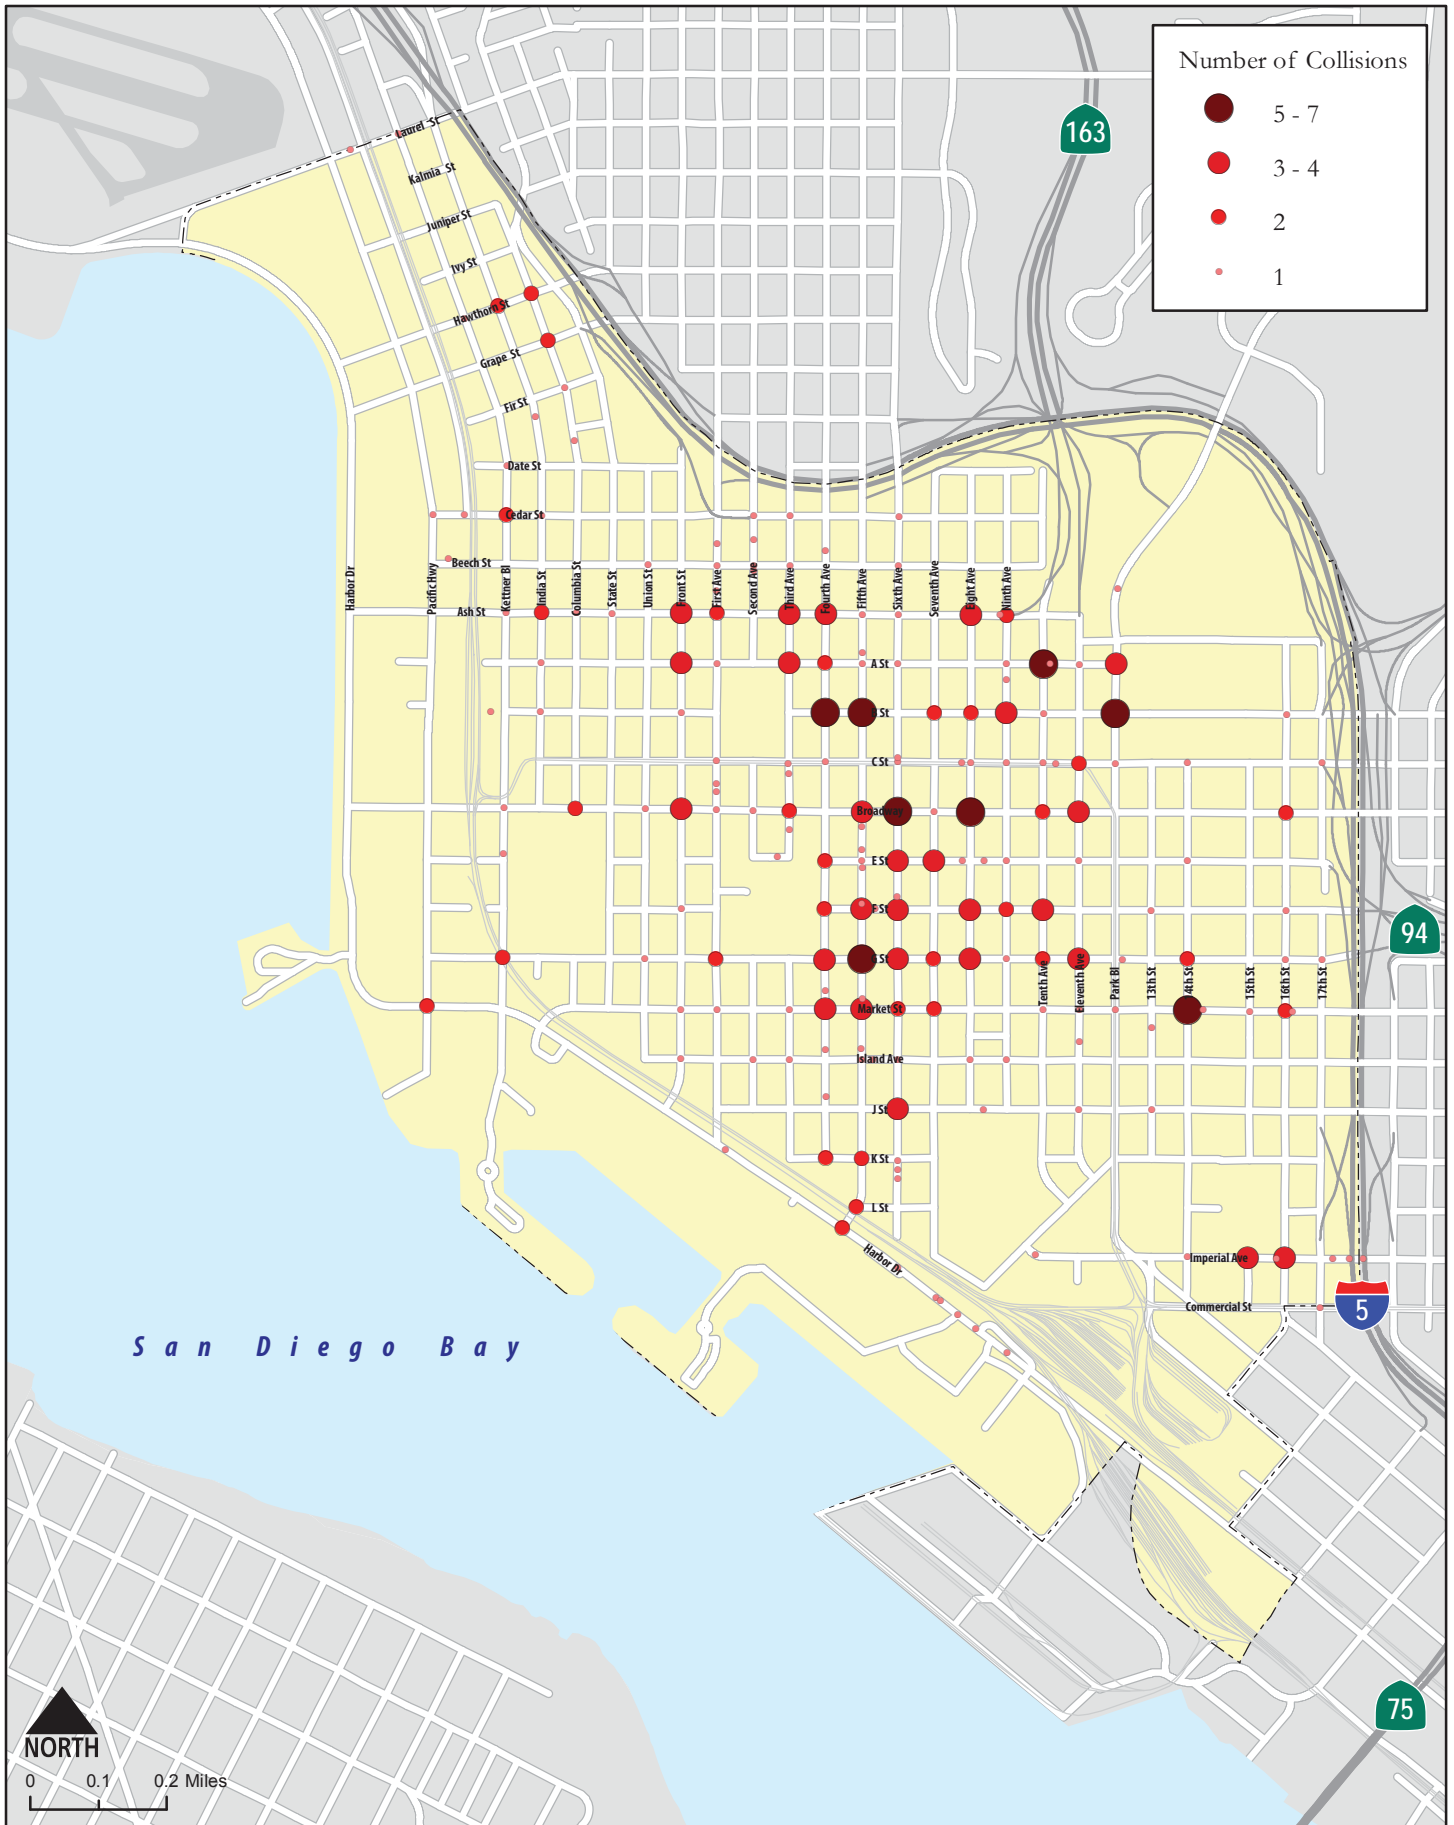 Number of Collisions
5 - 7
3 - 4
2
1
163
Laurel St
Kalmia St
Juniper St
Ivy St
Hawthorn St
Grape St
Fir St
Date St
Cedar St
Beech St
Harbor Dr
Pacific Hwy
Kettner Bl
India St
Columbia St
State St
Union St
Front St
First Ave
Second Ave
Third Ave
Fourth Ave
Fifth Ave
Sixth Ave
Seventh Ave
Eight Ave
Ninth Ave
Ash St
A St
St
C St
Broadway
E St
F St
94
G St
Tenth Ave
Eleventh Ave
Park Bl
13th St
4th St
15th St
16th St
17th St
Market St
Island Ave
J St
K St
L St
Harbor Dr
Imperial Ave
Commercial St
5
San Diego Bay
75
NORTH
0 0.1 0.2 Miles